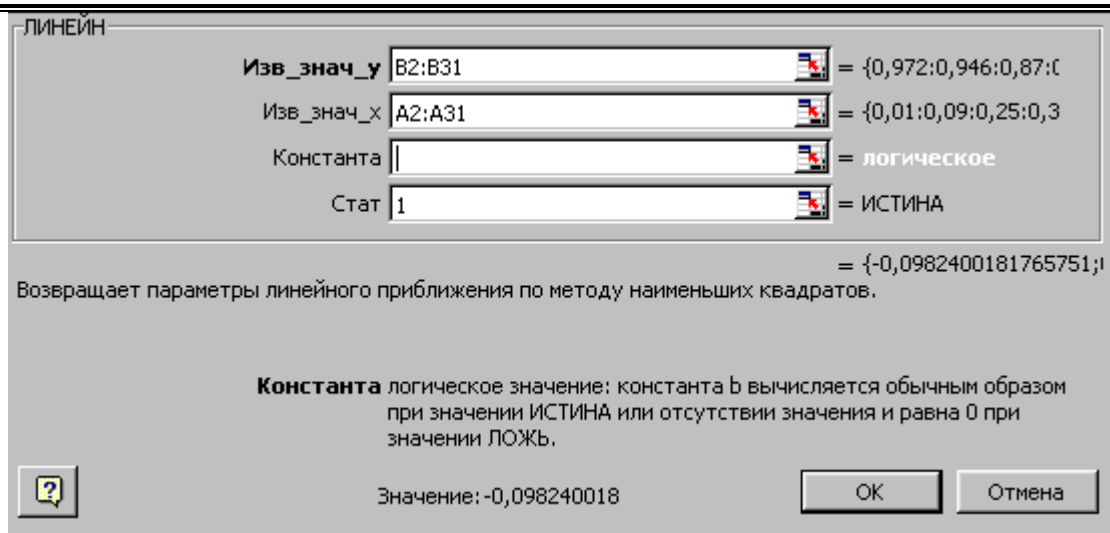 ЛИНЕЙН
Изв_знач_y B2:B31 = {0,972:0,946:0,87:0
Изв_знач_x A2:A31 = {0,01:0,09:0,25:0,3
Константа = логическое
Стат 1 = ИСТИНА
= {-0,0982400181765751;
Возвращает параметры линейного приближения по методу наименьших квадратов.
Константа логическое значение: константа b вычисляется обычным образом
при значении ИСТИНА или отсутствии значения и равна 0 при
значении ЛОЖЬ.
? Значение:-0,098240018 OK Отмена